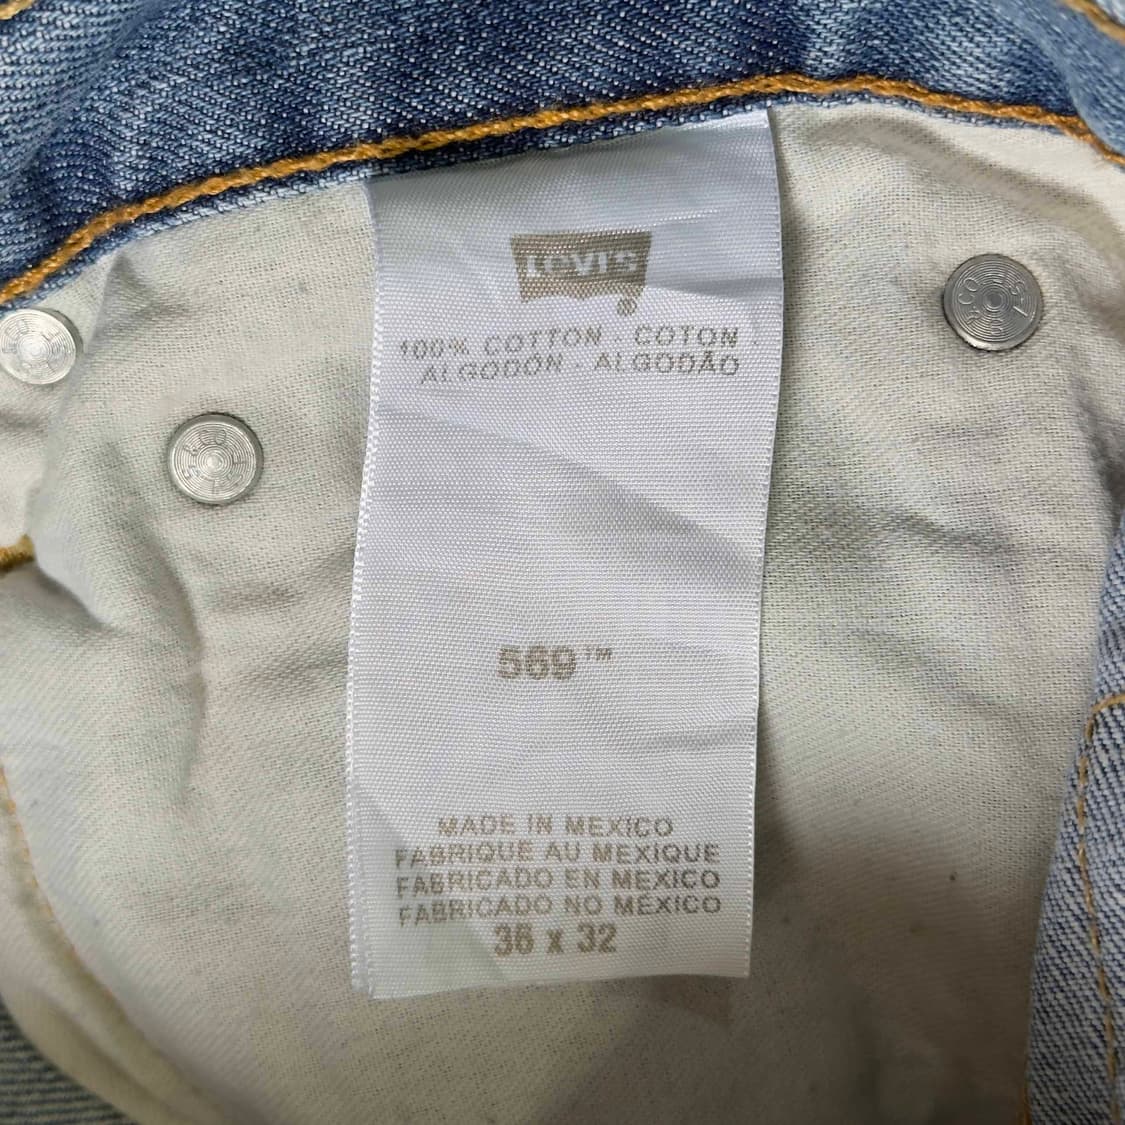 LEVI'S
®
100% COTTON · COTON
ALGODÓN · ALGODÃO
569™
MADE IN MEXICO
FABRIQUE AU MEXIQUE
FABRICADO EN MEXICO
FABRICADO NO MÉXICO
36 x 32